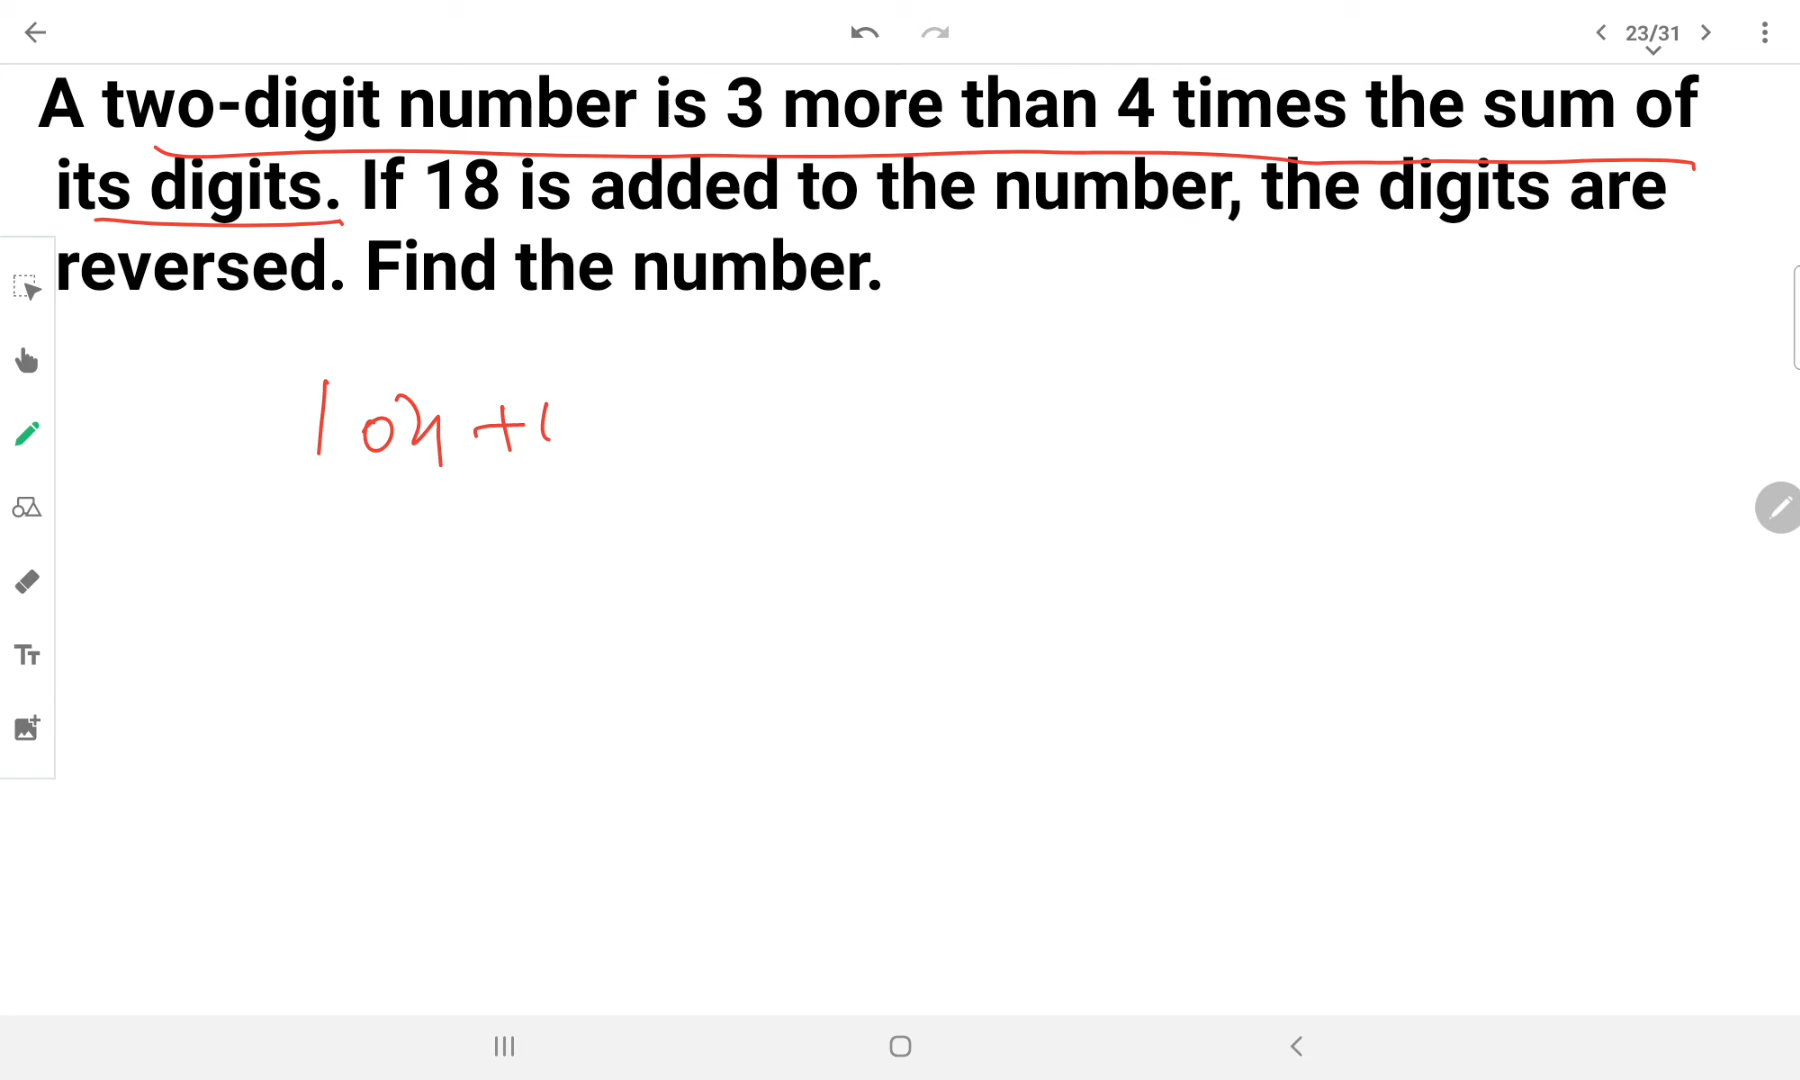 23/31
A two-digit number is 3 more than 4 times the sum of
its digits. If 18 is added to the number, the digits are
reversed. Find the number.
10x +